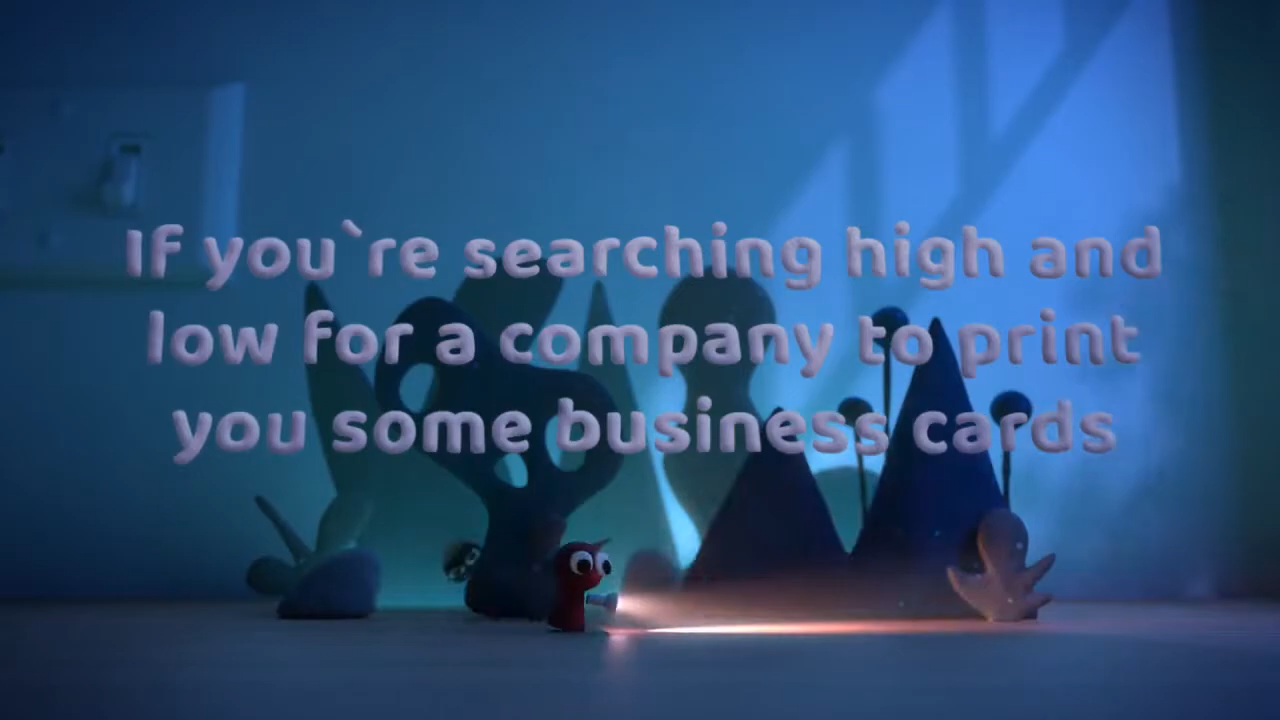 If you`re searching high and
low for a company to print
you some business cards